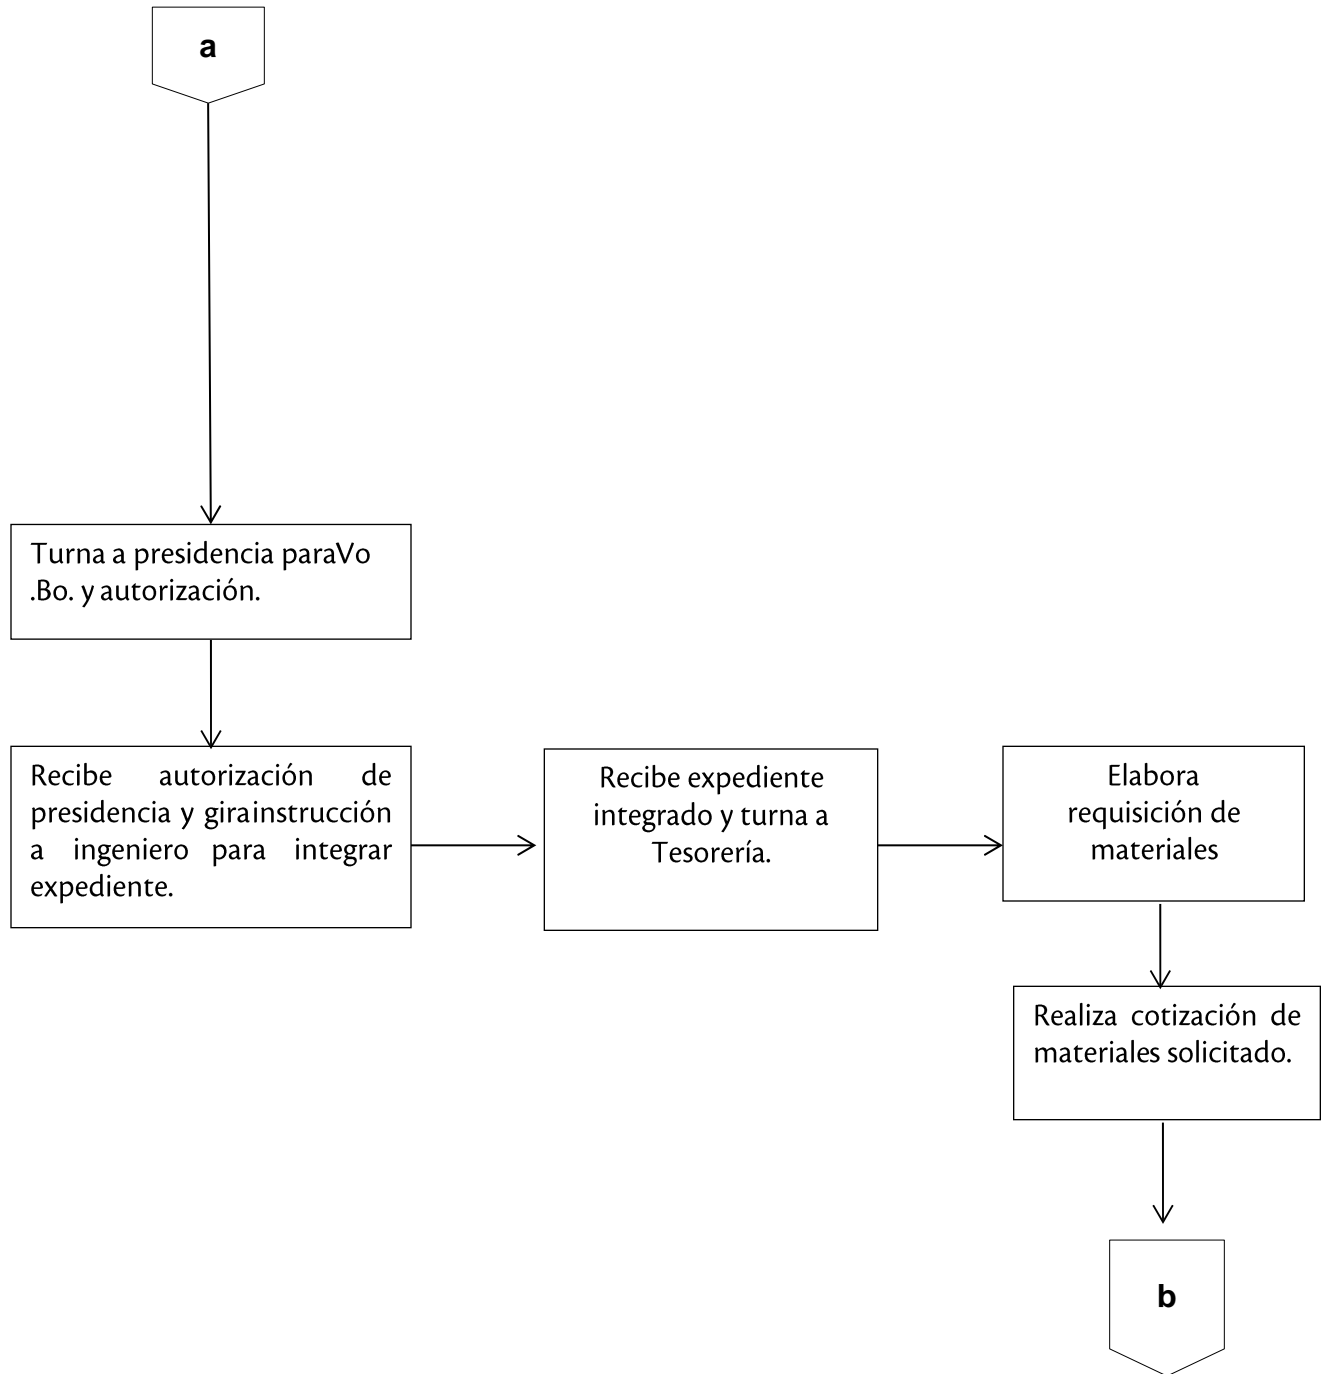 a
Turna a presidencia paraVo
.Bo. y autorización.
Recibe autorización de
presidencia y girainstrucción
a ingeniero para integrar
expediente.
Recibe expediente
integrado y turna a
Tesorería.
Elabora
requisición de
materiales
Realiza cotización de
materiales solicitado.
b